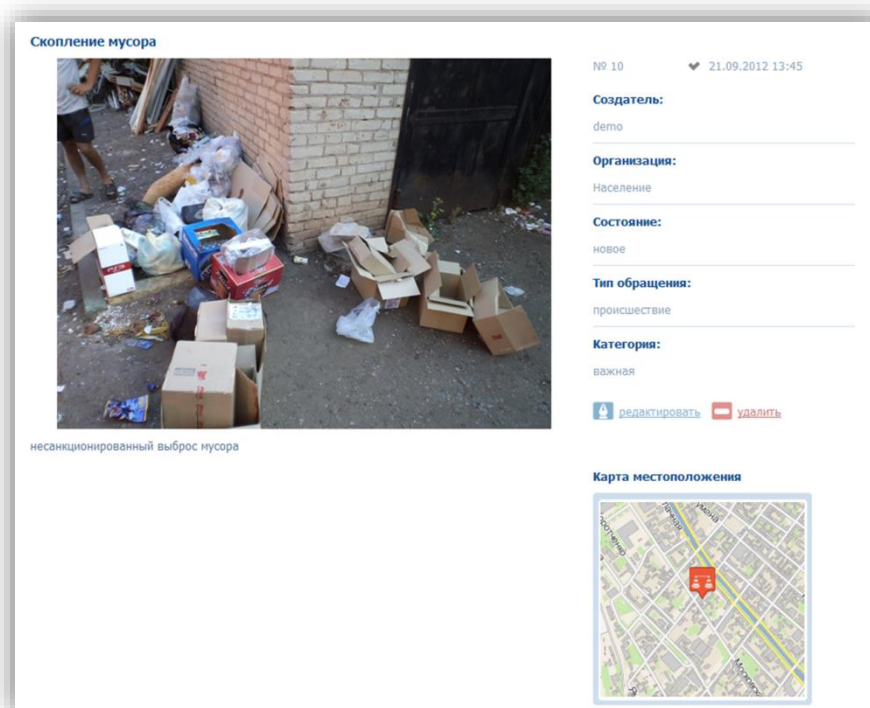 Скопление мусора
№ 10
21.09.2012 13:45
Создатель:
demo
Организация:
Население
Состояние:
новое
Тип обращения:
происшествие
Категория:
важная
редактировать
удалить
несанкционированный выброс мусора
Карта местоположения
PS3